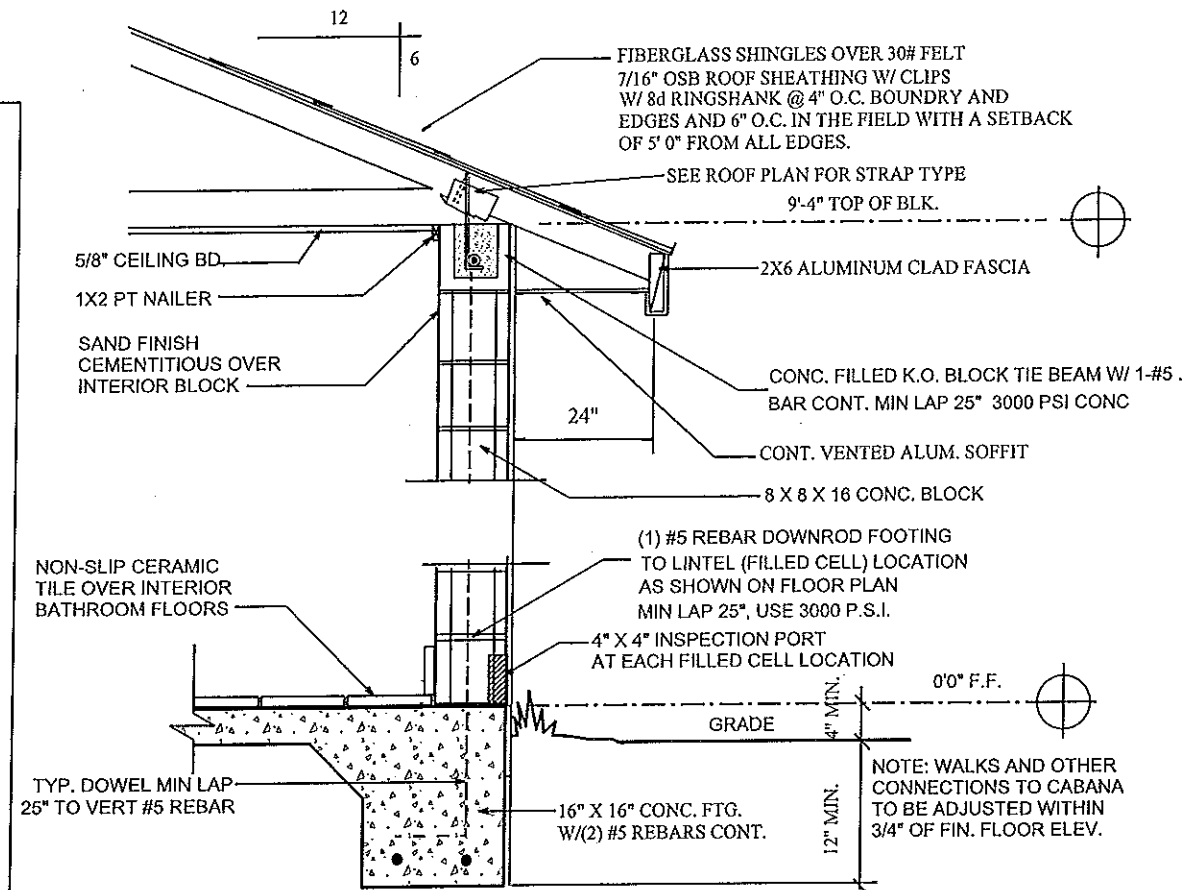 12
6
FIBERGLASS SHINGLES OVER 30# FELT
7/16" OSB ROOF SHEATHING W/ CLIPS
W/ 8d RINGSHANK @ 4" O.C. BOUNDRY AND
EDGES AND 6" O.C. IN THE FIELD WITH A SETBACK
OF 5' 0" FROM ALL EDGES.
SEE ROOF PLAN FOR STRAP TYPE
9'-4" TOP OF BLK.
5/8" CEILING BD.
2X6 ALUMINUM CLAD FASCIA
1X2 PT NAILER
SAND FINISH
CEMENTITIOUS OVER
INTERIOR BLOCK
CONC. FILLED K.O. BLOCK TIE BEAM W/ 1-#5 .
BAR CONT. MIN LAP 25" 3000 PSI CONC
24"
CONT. VENTED ALUM. SOFFIT
8 X 8 X 16 CONC. BLOCK
(1) #5 REBAR DOWNROD FOOTING
TO LINTEL (FILLED CELL) LOCATION
AS SHOWN ON FLOOR PLAN
MIN LAP 25", USE 3000 P.S.I.
NON-SLIP CERAMIC
TILE OVER INTERIOR
BATHROOM FLOORS
4" X 4" INSPECTION PORT
AT EACH FILLED CELL LOCATION
0'0" F.F.
4" MIN.
GRADE
TYP. DOWEL MIN LAP
25" TO VERT #5 REBAR
16" X 16" CONC. FTG.
W/(2) #5 REBARS CONT.
12" MIN.
NOTE: WALKS AND OTHER
CONNECTIONS TO CABANA
TO BE ADJUSTED WITHIN
3/4" OF FIN. FLOOR ELEV.